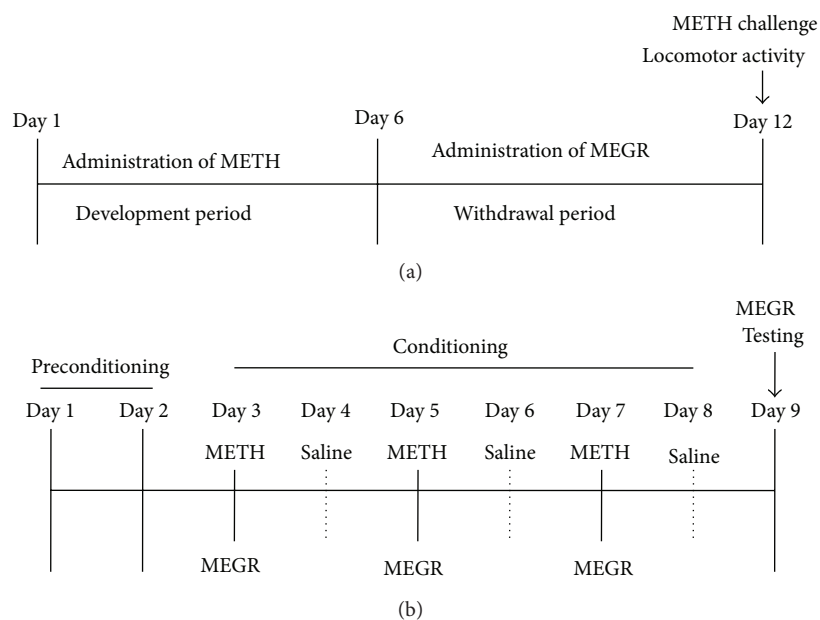 METH challenge
Locomotor activity
Day 1
Day 6
Day 12
Administration of METH
Administration of MEGR
Development period
Withdrawal period
(a)
MEGR
Testing
Conditioning
Preconditioning
Day 1 Day 2 Day 3 Day 4 Day 5 Day 6 Day 7 Day 8 Day 9
METH Saline METH Saline METH Saline
MEGR MEGR MEGR
(b)